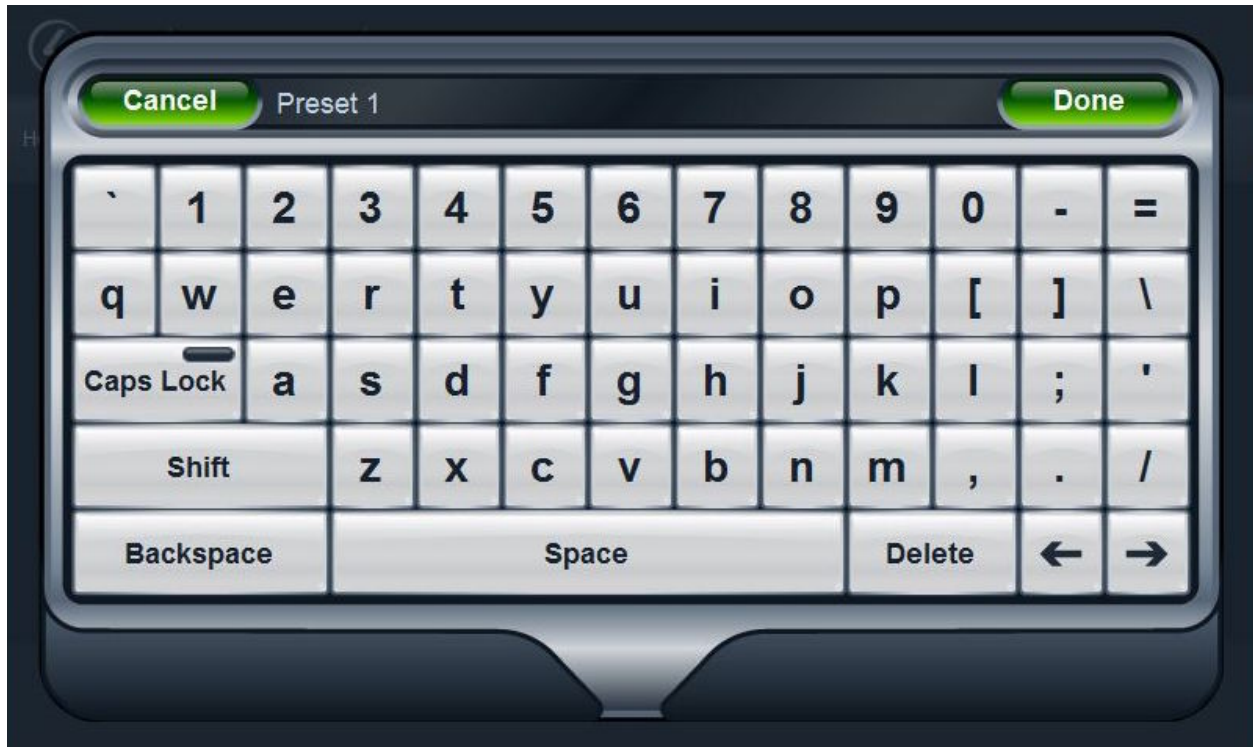 Cancel Preset 1 Done
` 1 2 3 4 5 6 7 8 9 0 - =
q w e r t y u i o p [ ] \
Caps Lock a s d f g h j k l ; '
Shift z x c v b n m , . /
Backspace Space Delete ← →